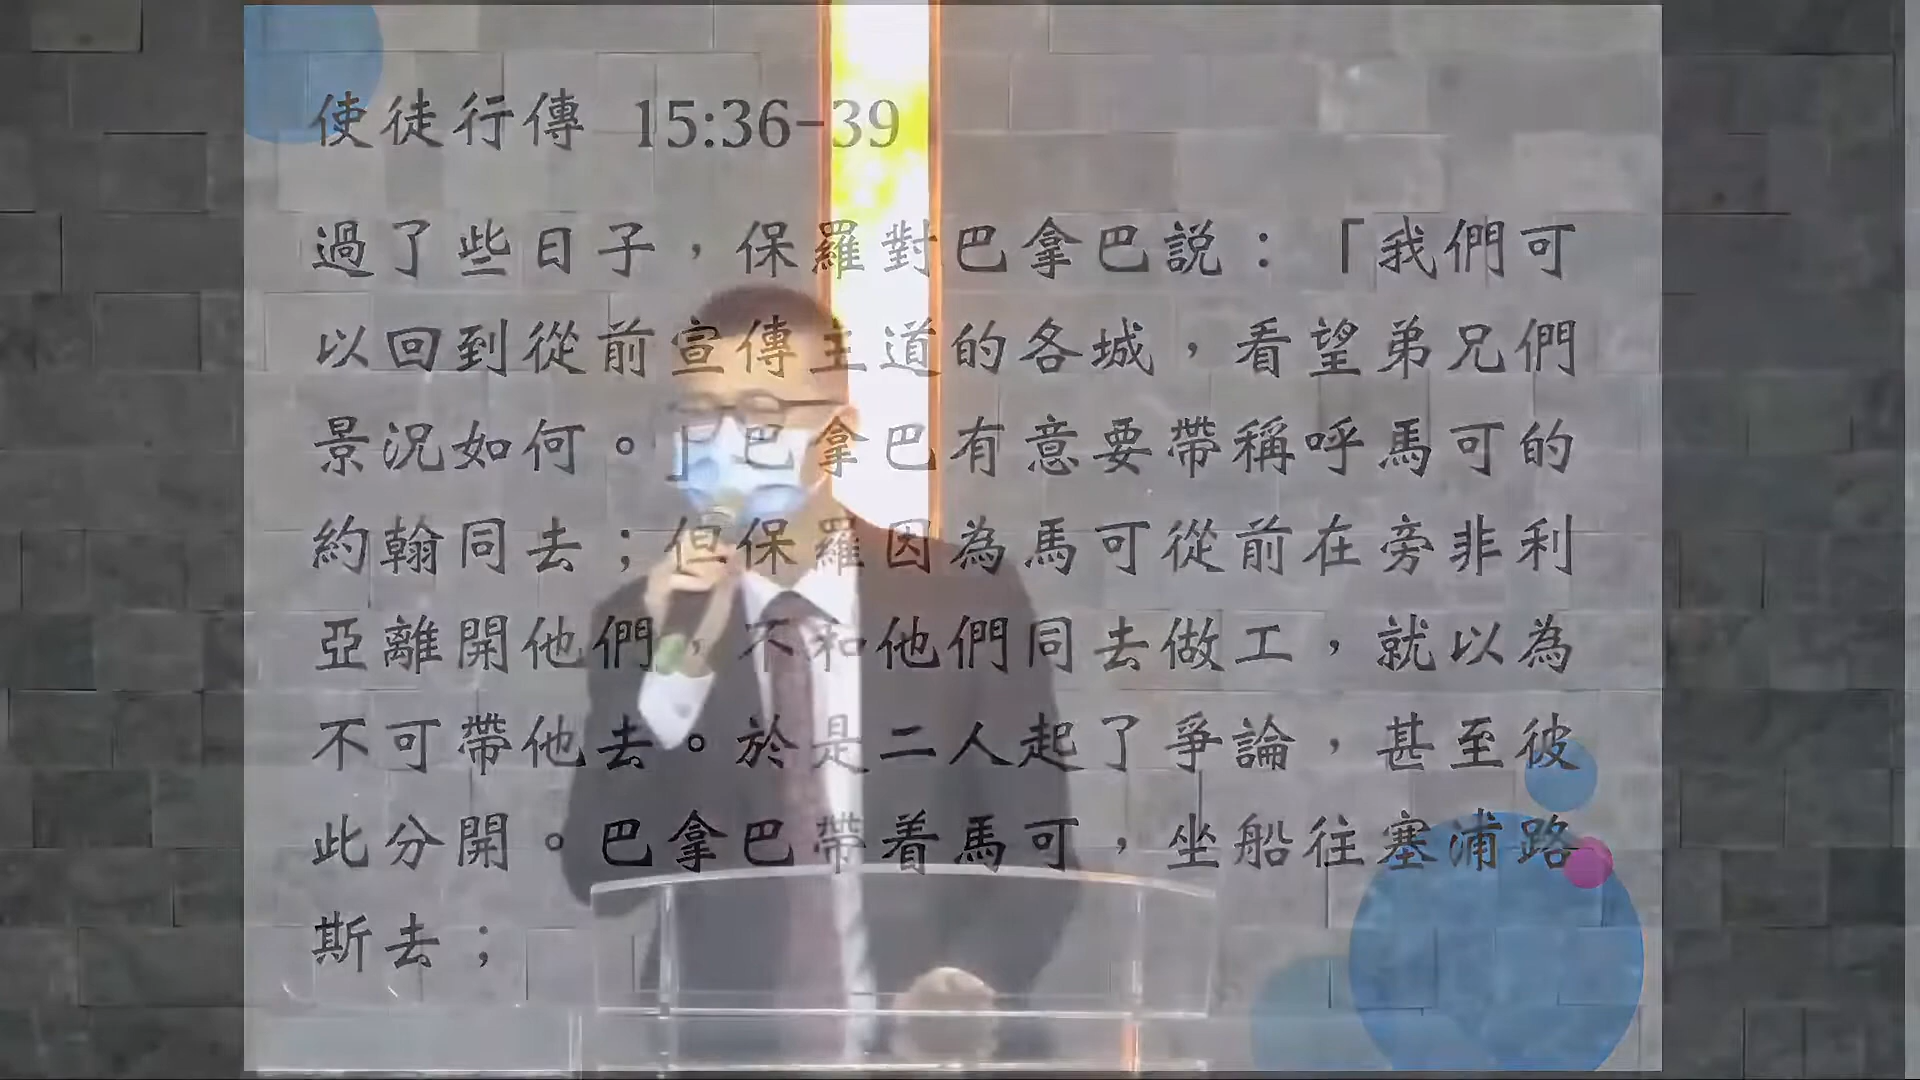 使徒行傳 15:36-39
過了些日子，保羅對巴拿巴說：「我們可
以回到從前宣傳主道的各城，看望弟兄們
景況如何。」巴拿巴有意要帶稱呼馬可的
約翰同去；但保羅因為馬可從前在旁非利
亞離開他們，不和他們同去做工，就以為
不可帶他去。於是二人起了爭論，甚至彼
此分開。巴拿巴帶着馬可，坐船往塞浦路
斯去；